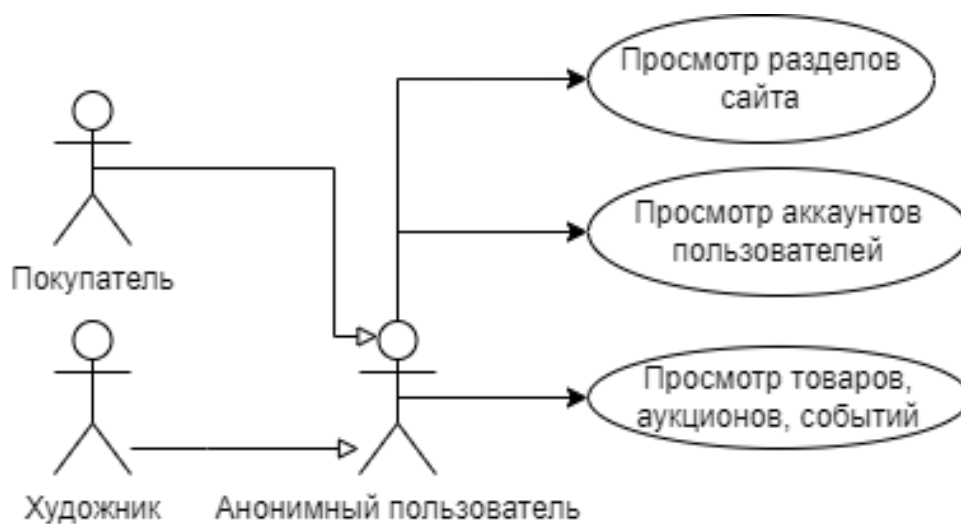 Просмотр разделов
сайта
Просмотр аккаунтов
пользователей
Покупатель
Просмотр товаров,
аукционов, событий
Художник
Анонимный пользователь